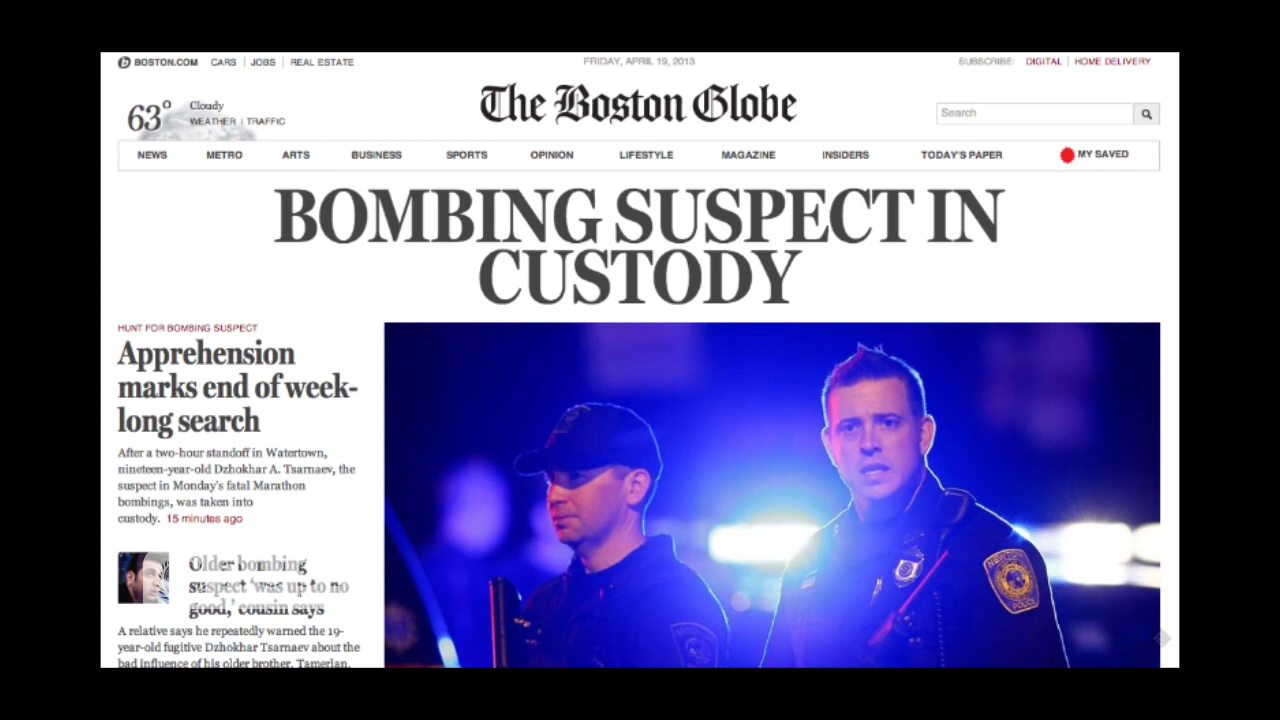 BOSTON.COM CARS JOBS REAL ESTATE
FRIDAY, APRIL 19, 2013
SUBSCRIBE: DIGITAL HOME DELIVERY
63°
Cloudy
WEATHER | TRAFFIC
The Boston Globe
Search
NEWS METRO ARTS BUSINESS SPORTS OPINION LIFESTYLE MAGAZINE INSIDERS TODAY'S PAPER MY SAVED
BOMBING SUSPECT IN
CUSTODY
HUNT FOR BOMBING SUSPECT
Apprehension
marks end of week-
long search
After a two-hour standoff in Watertown,
nineteen-year-old Dzhokhar A. Tsarnaev, the
suspect in Monday's fatal Marathon
bombings, was taken into
custody. 15 minutes ago
Older bombing
suspect 'was up to no
good,' cousin says
A relative says he repeatedly warned the 19-
year-old fugitive Dzhokhar Tsarnaev about the
bad influence of his older brother, Tamerlan,
POLICE